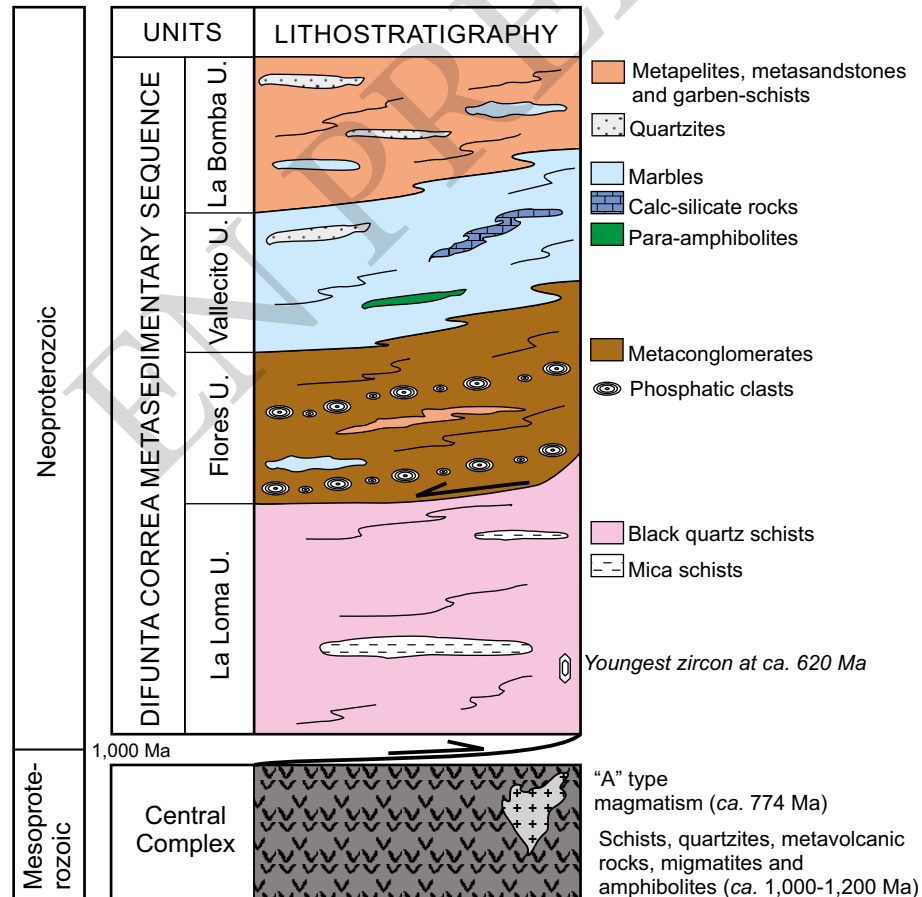 UNITS
LITHOSTRATIGRAPHY
Neoproterozoic
DIFUNTA CORREA METASEDIMENTARY SEQUENCE
La Bomba U.
Vallecito U.
Flores U.
La Loma U.
Metapelites, metasandstones
and garben-schists
Quartzites
Marbles
Calc-silicate rocks
Para-amphibolites
Metaconglomerates
Phosphatic clasts
Black quartz schists
Mica schists
Youngest zircon at ca. 620 Ma
1,000 Ma
Mesoprote-
rozoic
Central
Complex
“A” type
magmatism (ca. 774 Ma)
Schists, quartzites, metavolcanic
rocks, migmatites and
amphibolites (ca. 1,000-1,200 Ma)
EN PRE